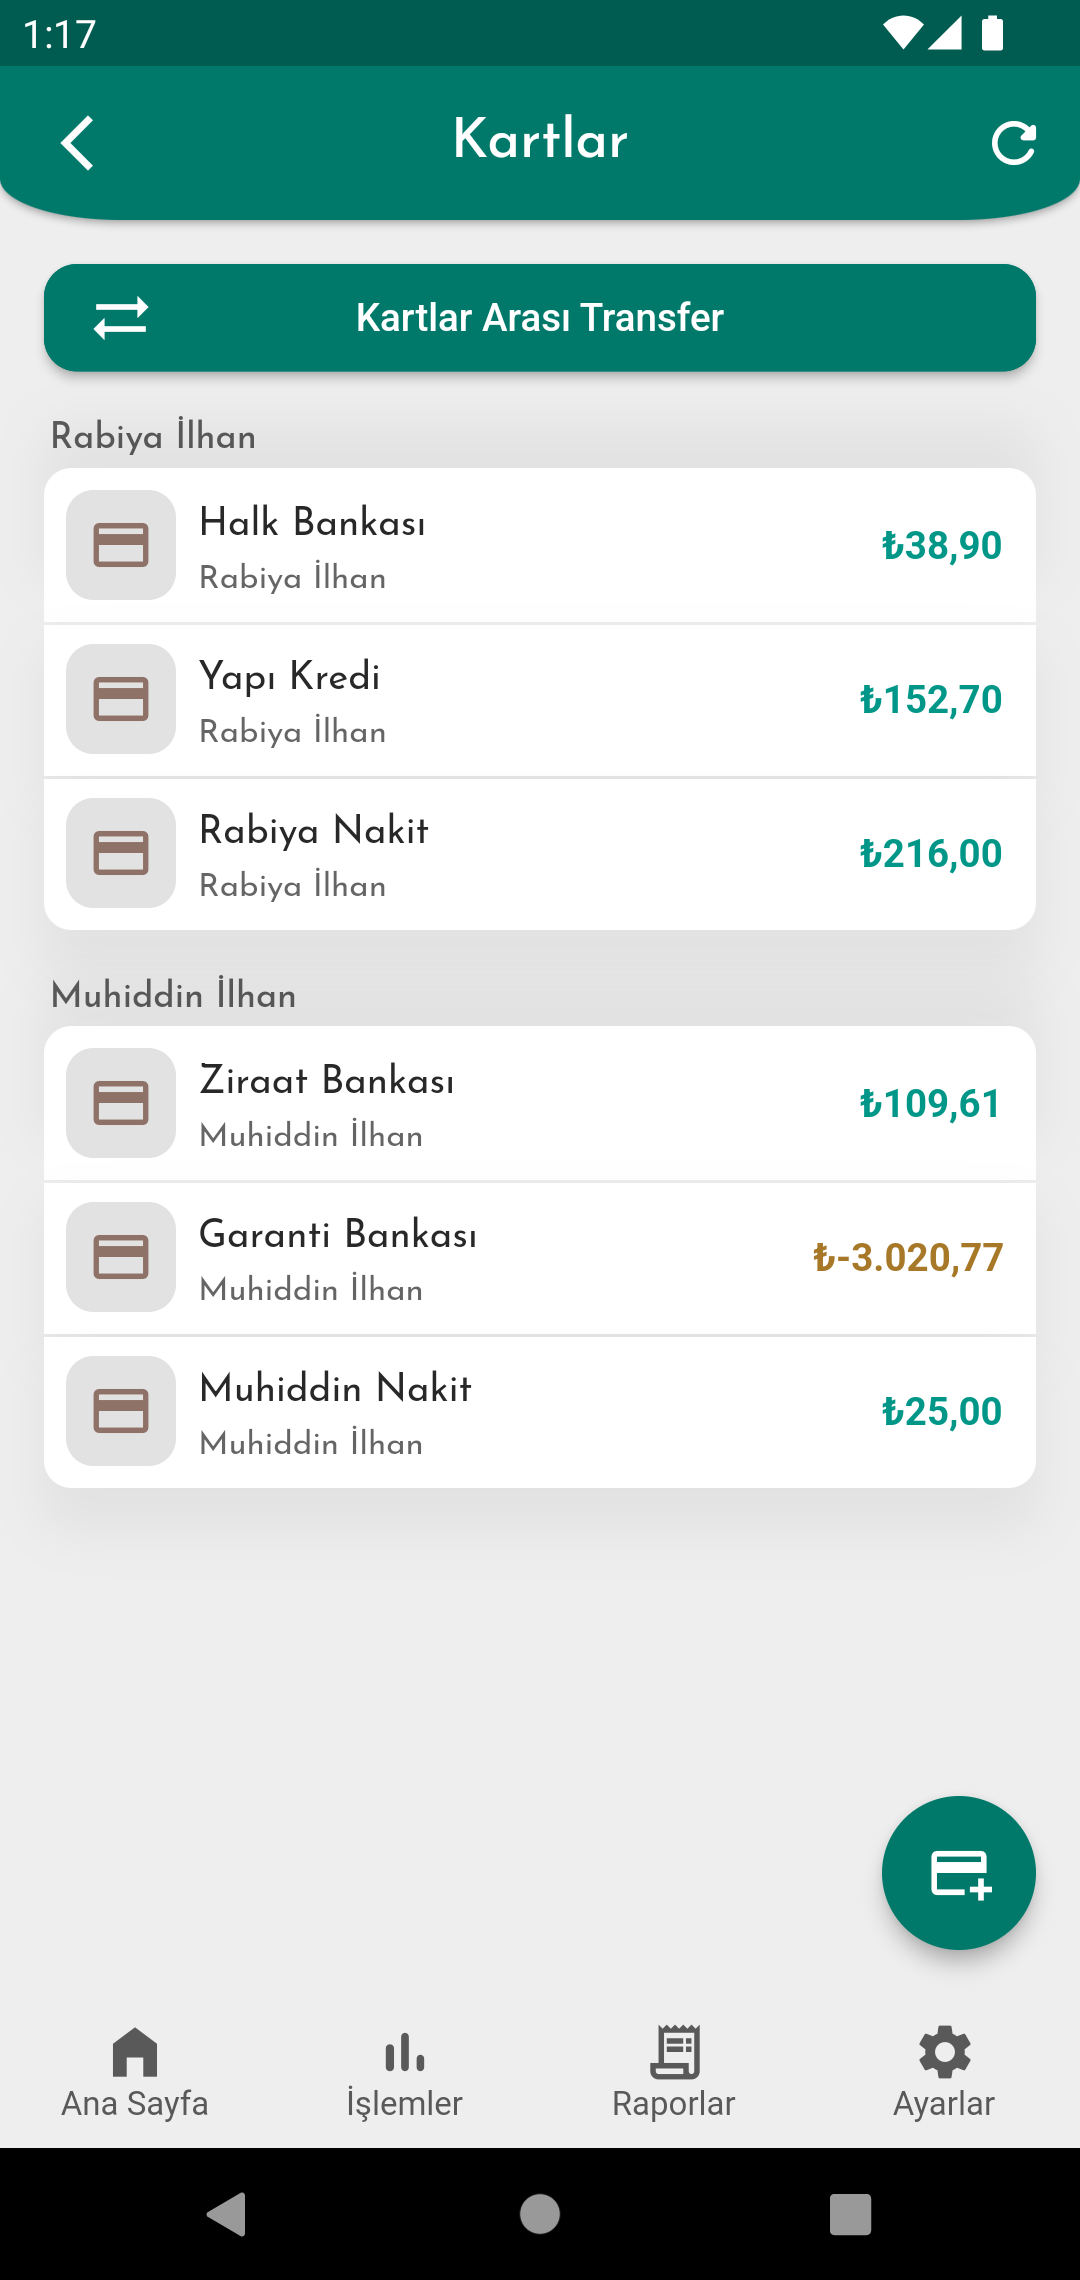 1:17
Kartlar
Kartlar Arası Transfer
Rabiya İlhan
Halk Bankası
Rabiya İlhan
₺38,90
Yapı Kredi
Rabiya İlhan
₺152,70
Rabiya Nakit
Rabiya İlhan
₺216,00
Muhiddin İlhan
Ziraat Bankası
Muhiddin İlhan
₺109,61
Garanti Bankası
Muhiddin İlhan
₺-3.020,77
Muhiddin Nakit
Muhiddin İlhan
₺25,00
Ana Sayfa
İşlemler
Raporlar
Ayarlar